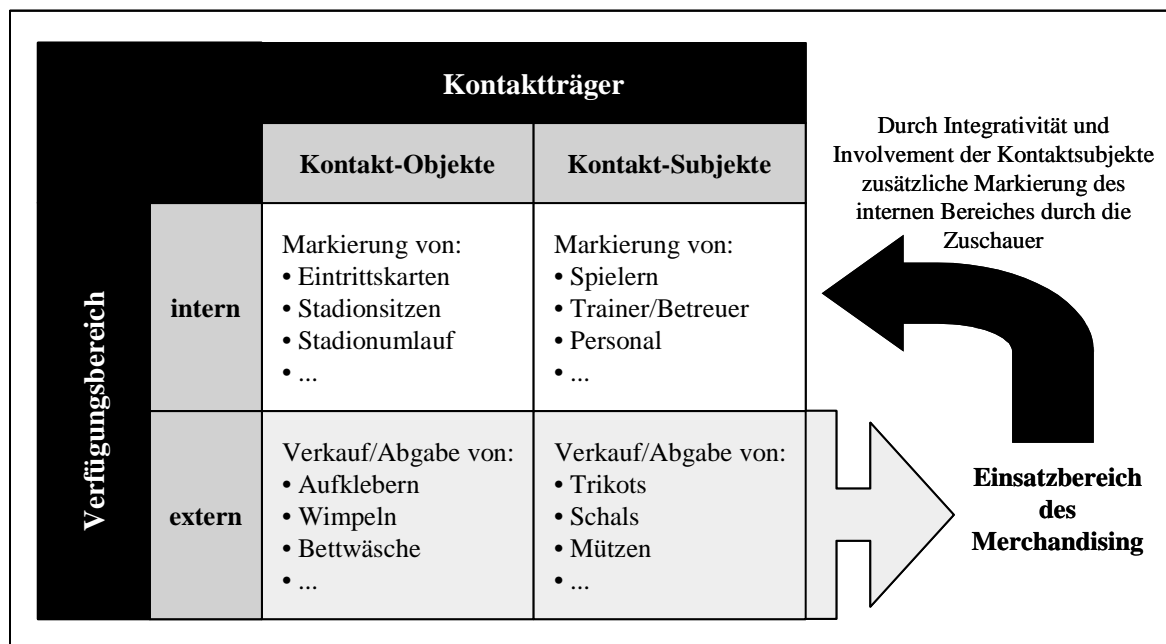 Kontaktträger
Kontakt-Objekte
Kontakt-Subjekte
Verfügungsbereich
intern
Markierung von:
• Eintrittskarten
• Stadionsitzen
• Stadionumlauf
• ...
Markierung von:
• Spielern
• Trainer/Betreuer
• Personal
• ...
extern
Verkauf/Abgabe von:
• Aufklebern
• Wimpeln
• Bettwäsche
• ...
Verkauf/Abgabe von:
• Trikots
• Schals
• Mützen
• ...
Durch Integrativität und
Involvement der Kontaktsubjekte
zusätzliche Markierung des
internen Bereiches durch die
Zuschauer
Einsatzbereich
des
Merchandising